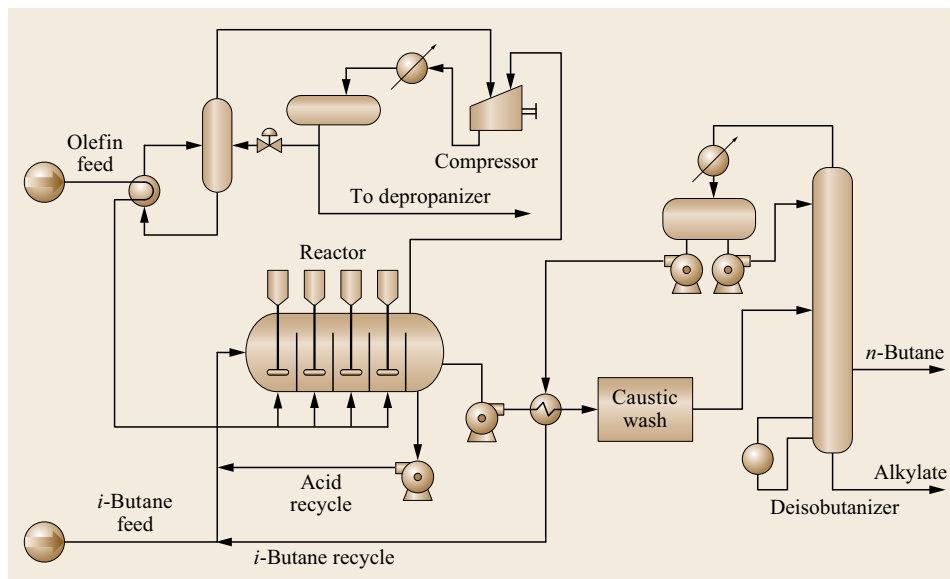 Olefin
feed
Compressor
To depropanizer
Reactor
n-Butane
Caustic
wash
Acid
recycle
Alkylate
i-Butane
feed
Deisobutanizer
i-Butane recycle